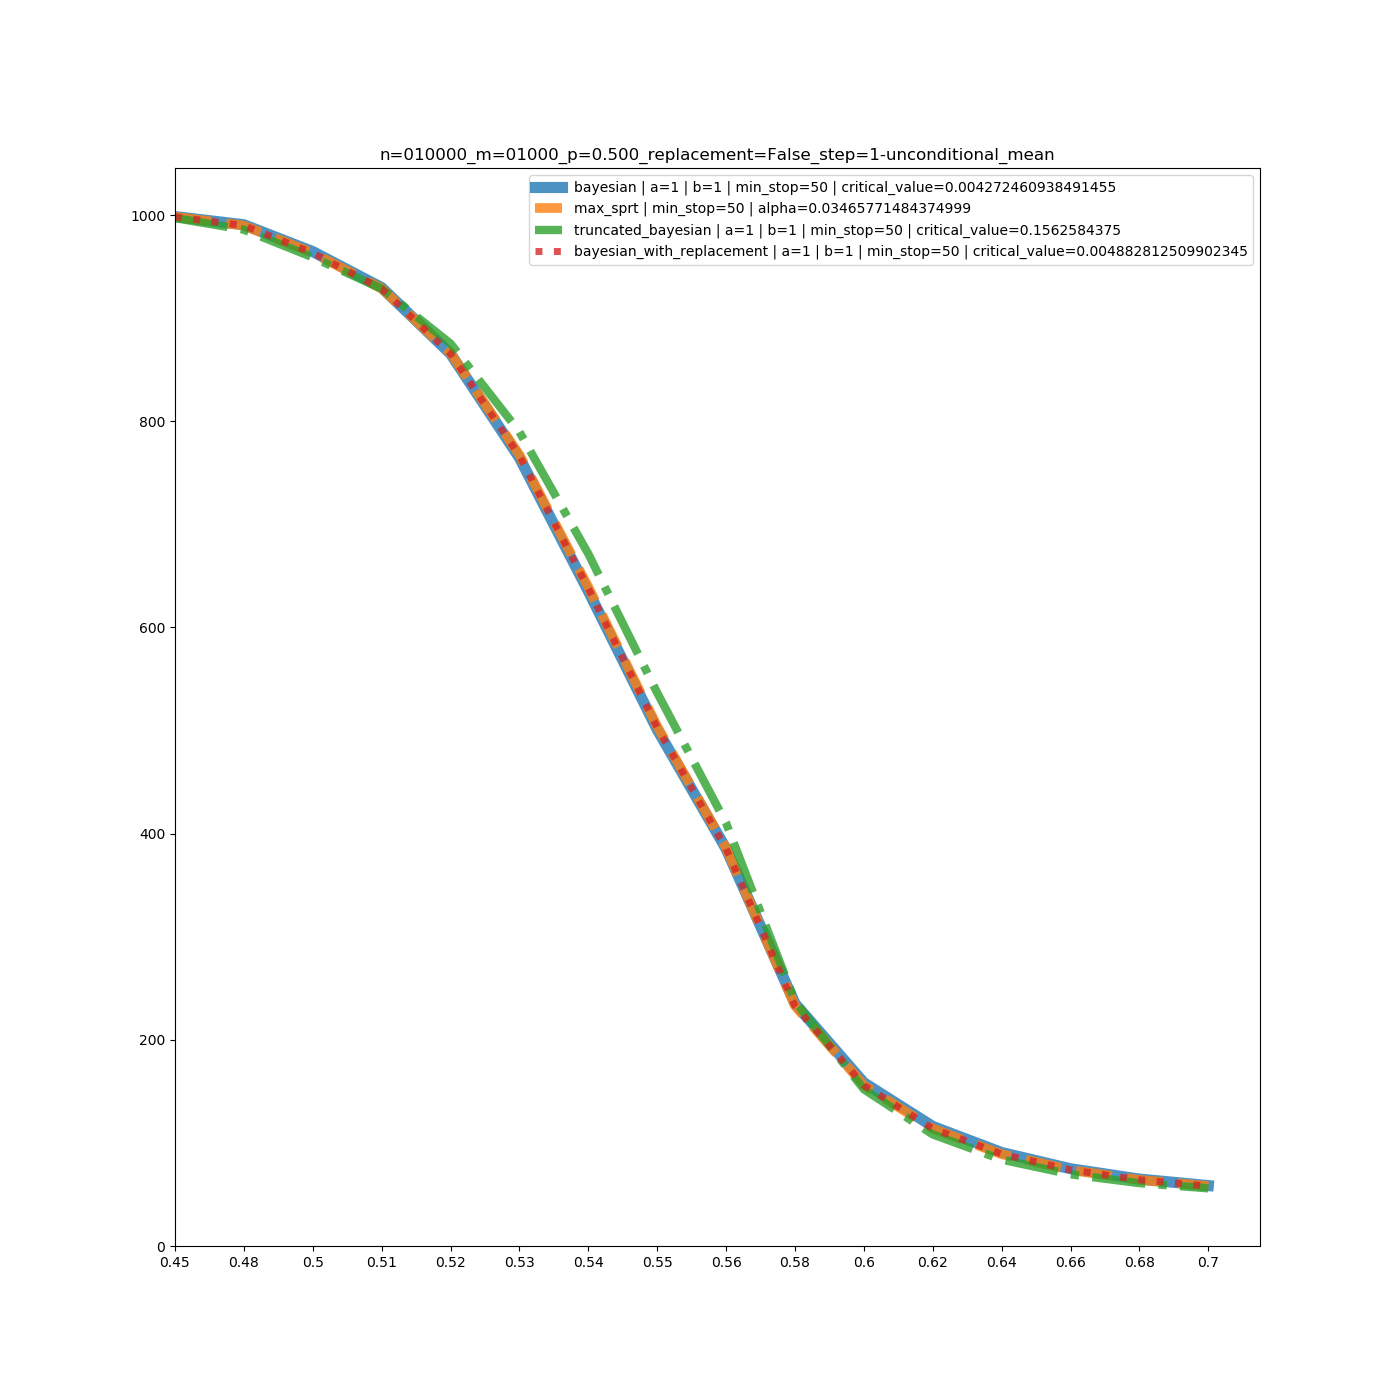 n=010000_m=01000_p=0.500_replacement=False_step=1-unconditional_mean
bayesian | a=1 | b=1 | min_stop=50 | critical_value=0.004272460938491455
max_sprt | min_stop=50 | alpha=0.03465771484374999
truncated_bayesian | a=1 | b=1 | min_stop=50 | critical_value=0.1562584375
bayesian_with_replacement | a=1 | b=1 | min_stop=50 | critical_value=0.004882812509902345
1000
800
600
400
200
0
0.45 0.48 0.5 0.51 0.52 0.53 0.54 0.55 0.56 0.58 0.6 0.62 0.64 0.66 0.68 0.7